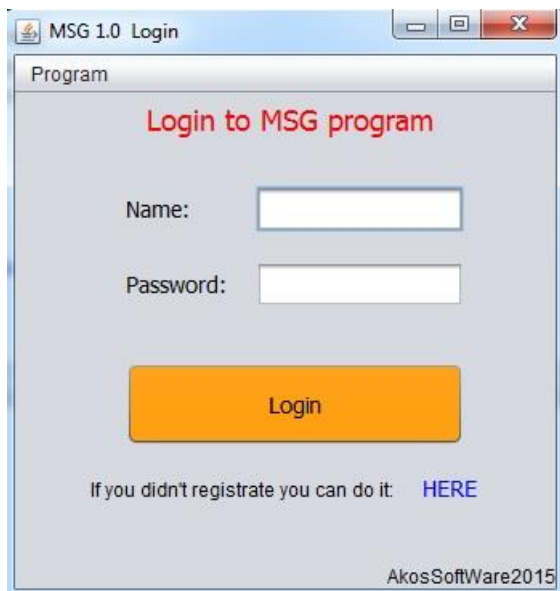 MSG 1.0 Login
Program
Login to MSG program
Name:
Password:
Login
If you didn't registrate you can do it: HERE
AkosSoftWare2015